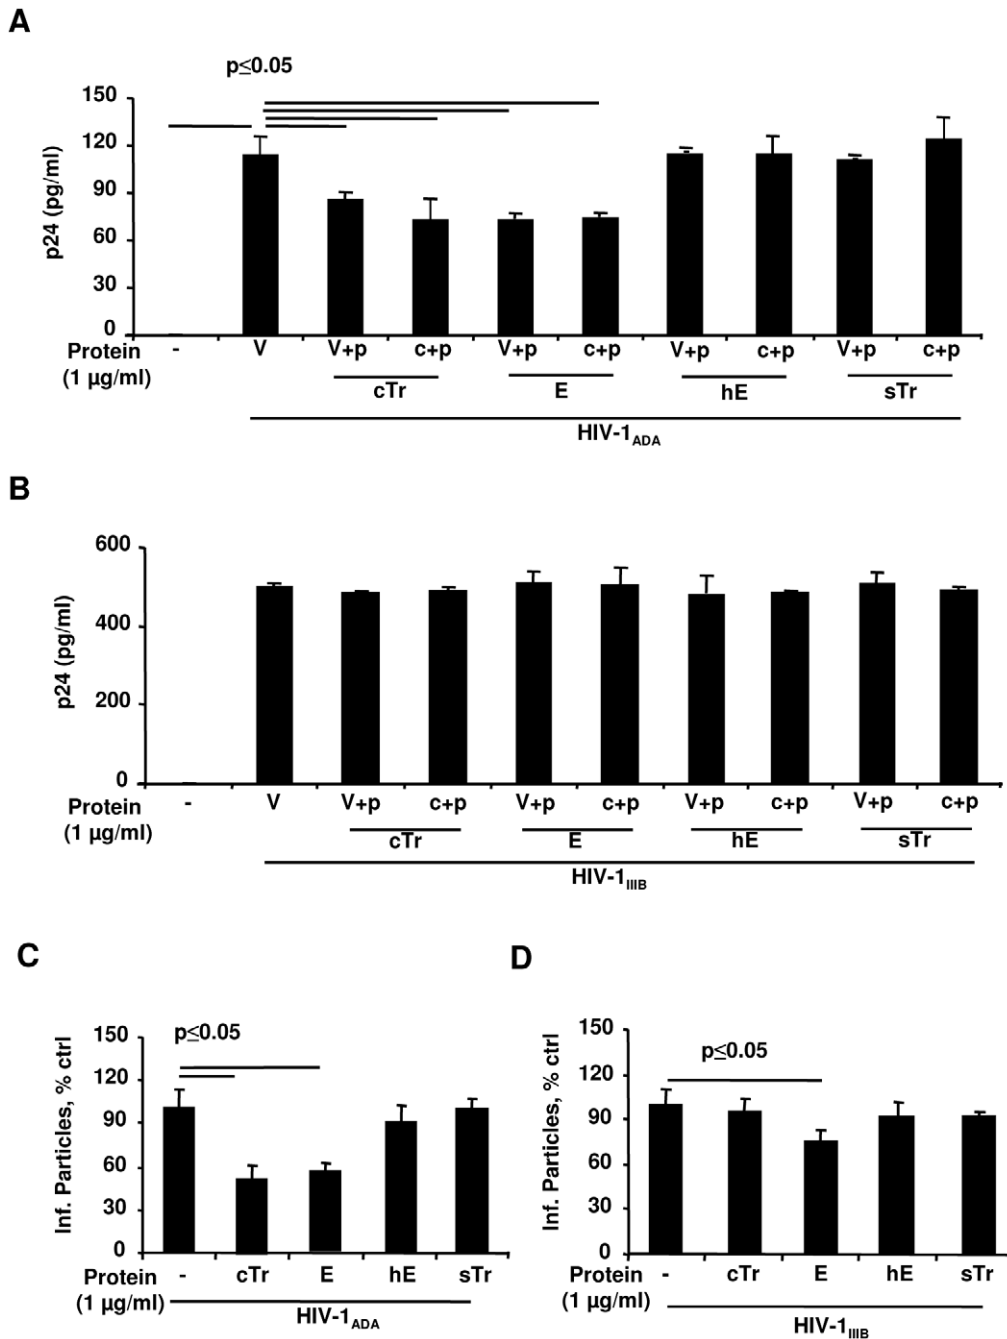 A
p≤0.05
p24 (pg/ml)
150
120
90
60
30
0
Protein - V V+p c+p V+p c+p V+p c+p V+p c+p
(1 µg/ml)
cTr E hE sTr
HIV-1ADA
B
p24 (pg/ml)
600
400
200
0
Protein - V V+p c+p V+p c+p V+p c+p V+p c+p
(1 µg/ml)
cTr E hE sTr
HIV-1IIIB
C
p≤0.05
Inf. Particles, % ctrl
150
120
90
60
30
0
Protein - cTr E hE sTr
(1 µg/ml)
HIV-1ADA
D
p≤0.05
Inf. Particles, % ctrl
150
120
90
60
30
0
Protein - cTr E hE sTr
(1 µg/ml)
HIV-1IIIB